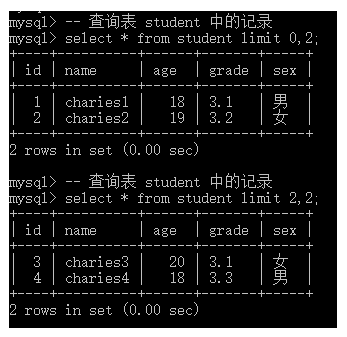 mysql> -- 查询表 student 中的记录
mysql> select * from student limit 0,2;
+----+----------+-----+-------+-----+
| id | name     | age | grade | sex |
+----+----------+-----+-------+-----+
|  1 | charies1 |  18 | 3.1   | 男
|  2 | charies2 |  19 | 3.2   | 女
+----+----------+-----+-------+-----+
2 rows in set (0.00 sec)
mysql> -- 查询表 student 中的记录
mysql> select * from student limit 2,2;
+----+----------+-----+-------+-----+
| id | name     | age | grade | sex |
+----+----------+-----+-------+-----+
|  3 | charies3 |  20 | 3.1   | 女
|  4 | charies4 |  18 | 3.3   | 男
+----+----------+-----+-------+-----+
2 rows in set (0.00 sec)